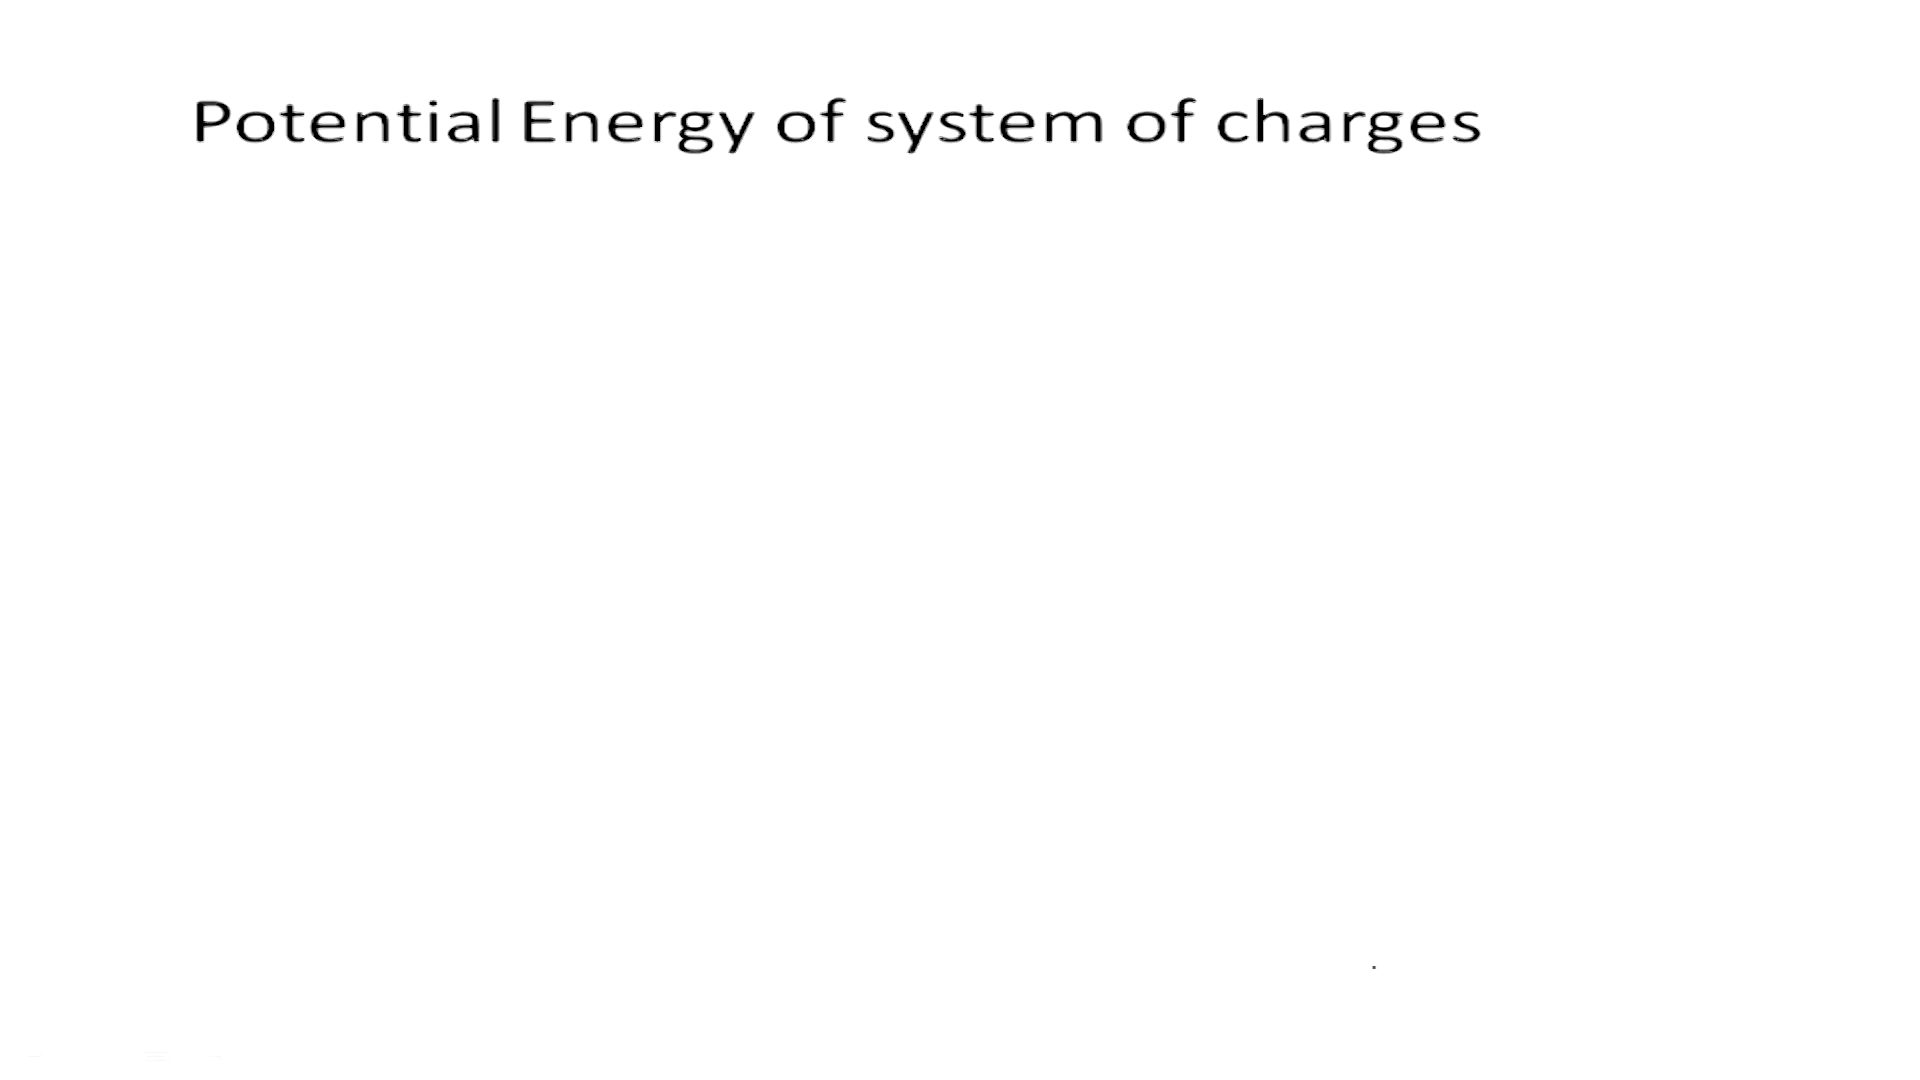 Potential Energy of system of charges